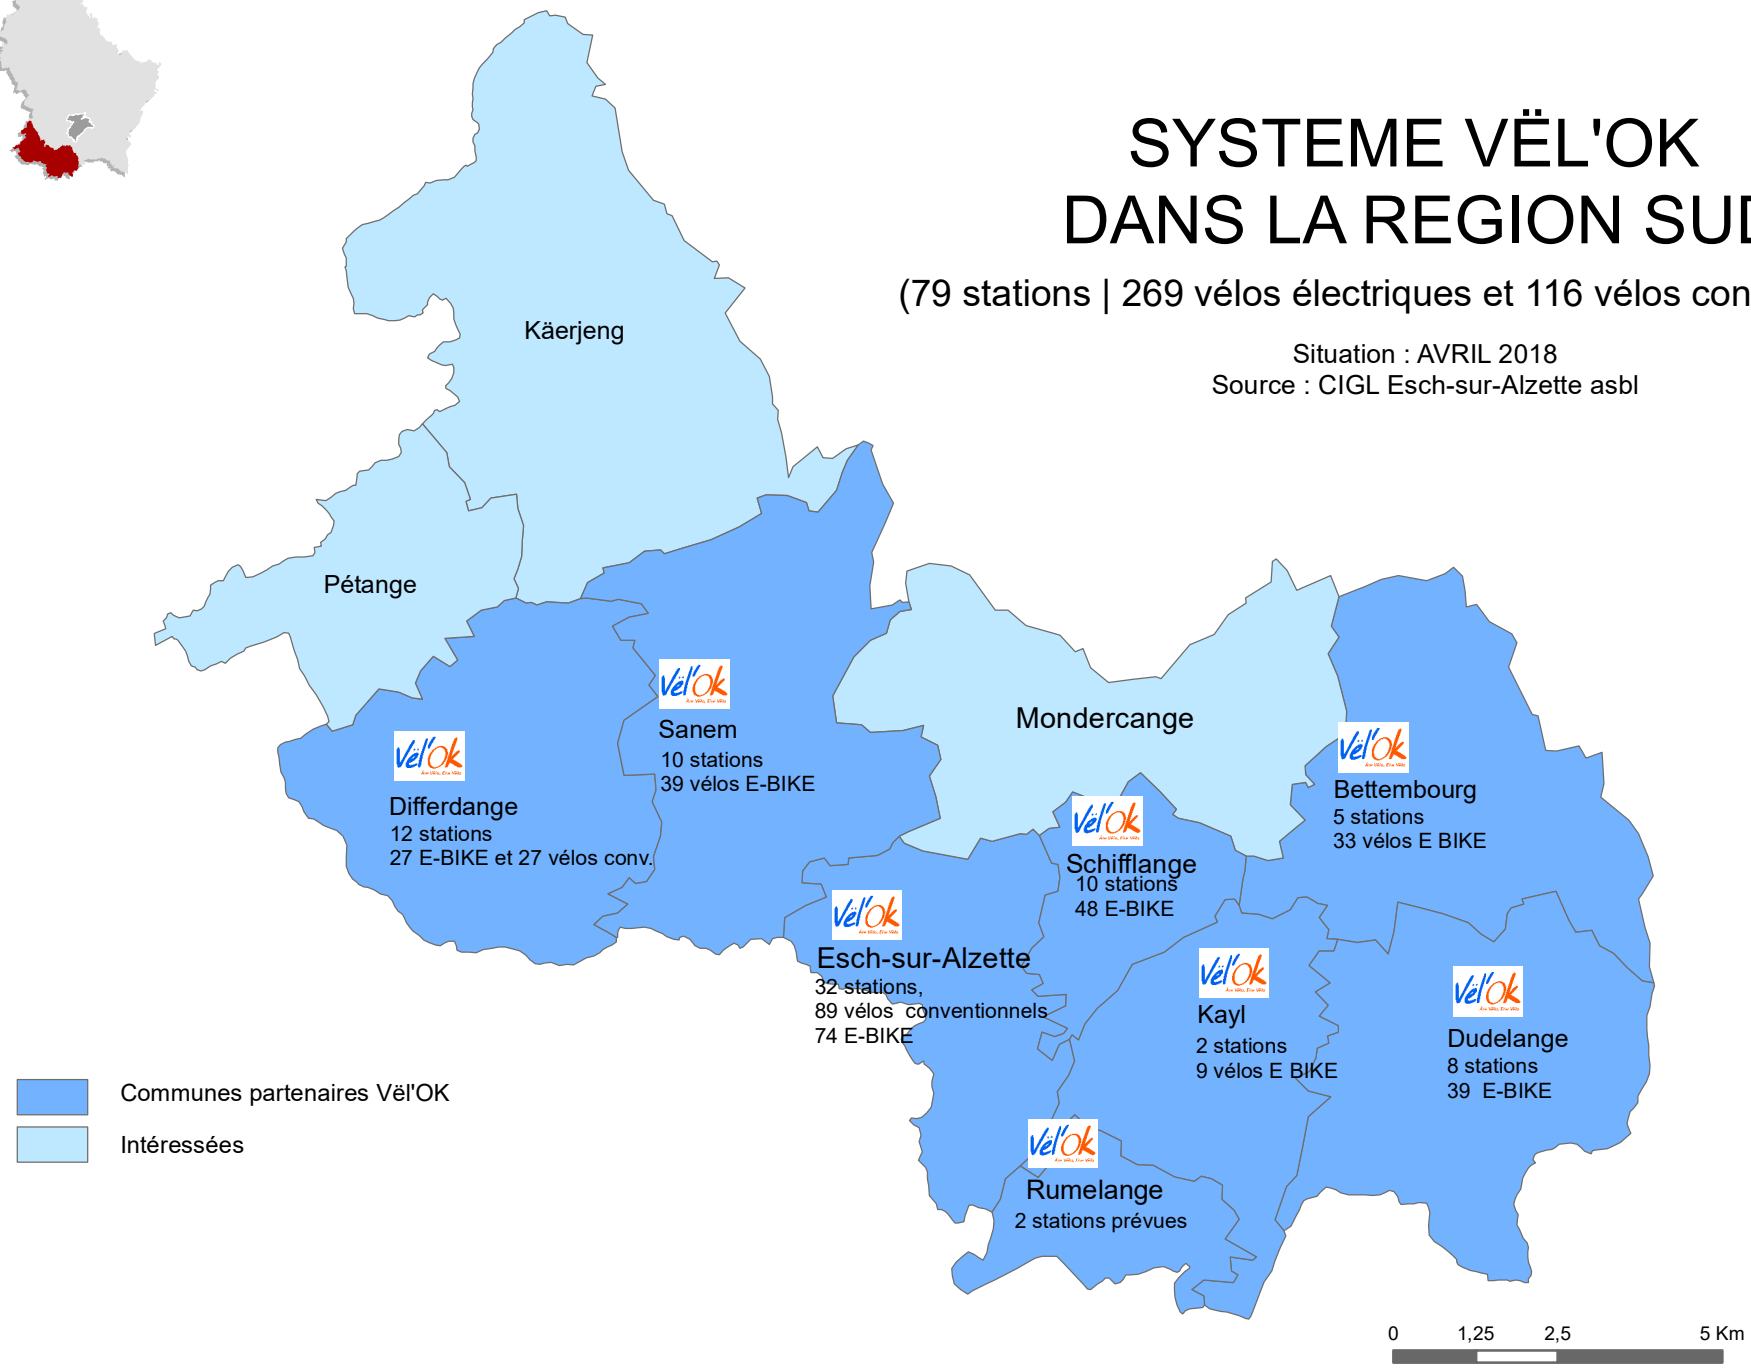 SYSTEME VËL'OK
DANS LA REGION SUD
(79 stations | 269 vélos électriques et 116 vélos con
Situation : AVRIL 2018
Source : CIGL Esch-sur-Alzette asbl
Käerjeng
Pétange
Mondercange
Vël'Ok
Sanem
10 stations
39 vélos E-BIKE
Vël'Ok
Differdange
12 stations
27 E-BIKE et 27 vélos conv.
Vël'Ok
Bettembourg
5 stations
33 vélos E BIKE
Vël'Ok
Schifflange
10 stations
48 E-BIKE
Vël'Ok
Esch-sur-Alzette
32 stations,
89 vélos  conventionnels
74 E-BIKE
Vël'Ok
Kayl
2 stations
9 vélos E BIKE
Vël'Ok
Dudelange
8 stations
39  E-BIKE
Vël'Ok
Rumelange
2 stations prévues
Communes partenaires Vël'OK
Intéressées
0 1,25 2,5 5 Km